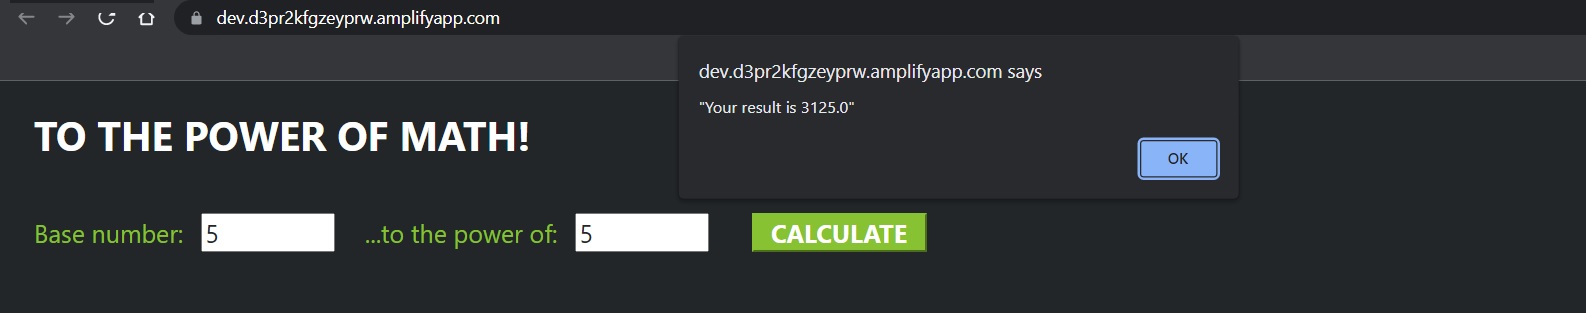 dev.d3pr2kfgzeyprw.amplifyapp.com
dev.d3pr2kfgzeyprw.amplifyapp.com says
"Your result is 3125.0"
OK
TO THE POWER OF MATH!
Base number: 5 ...to the power of: 5 CALCULATE